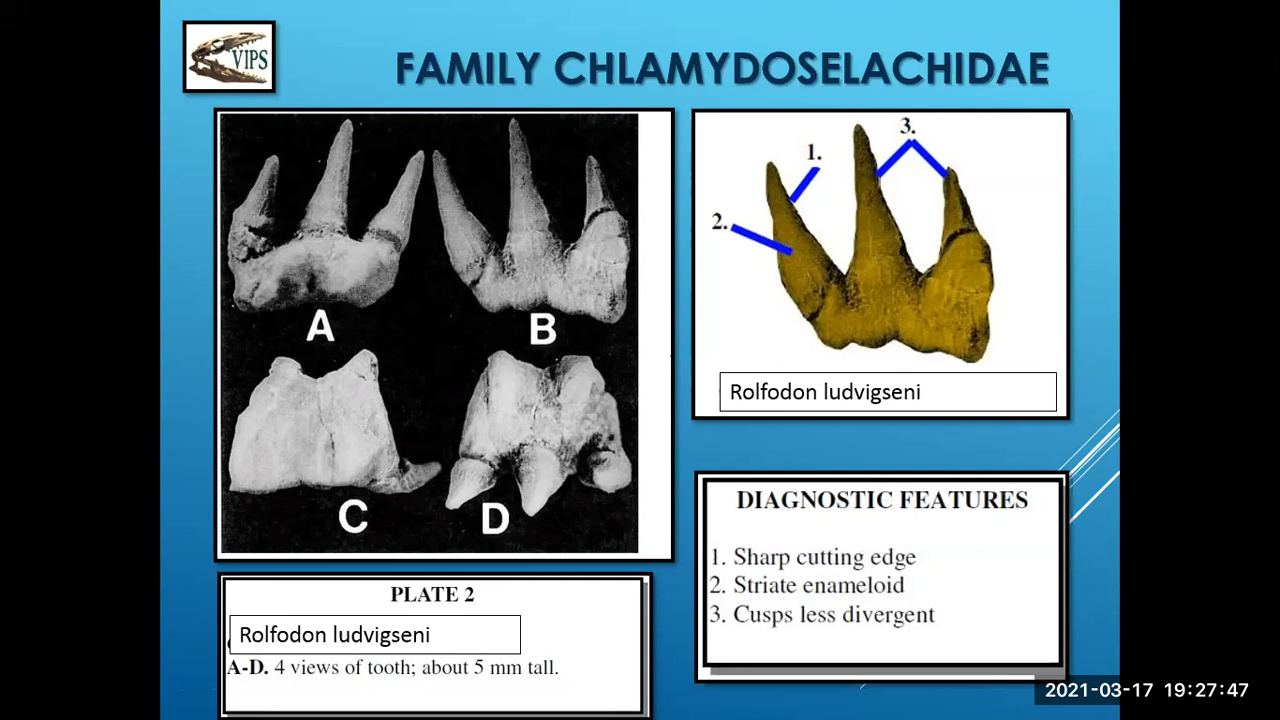 VIPS
FAMILY CHLAMYDOSELACHIDAE
A
B
C
D
1.
2.
3.
Rolfodon ludvigseni
PLATE 2
Rolfodon ludvigseni
A-D. 4 views of tooth; about 5 mm tall.
DIAGNOSTIC FEATURES
1. Sharp cutting edge
2. Striate enameloid
3. Cusps less divergent
2021-03-17 19:27:47